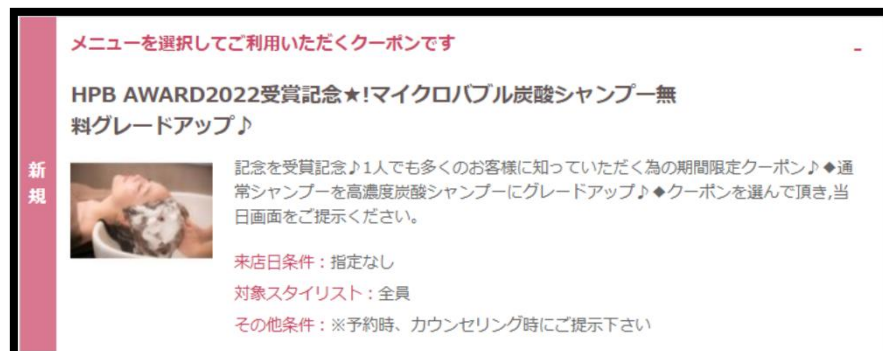 メニューを選択してご利用いただくクーポンです
-
HPB AWARD2022受賞記念★!マイクロバブル炭酸シャンプー無
料グレードアップ♪
新規
記念を受賞記念♪1人でも多くのお客様に知っていただく為の期間限定クーポン♪◆通
常シャンプーを高濃度炭酸シャンプーにグレードアップ♪◆クーポンを選んで頂き,当
日画面をご提示ください。
来店日条件：指定なし
対象スタイリスト：全員
その他条件：※予約時、カウンセリング時にご提示下さい